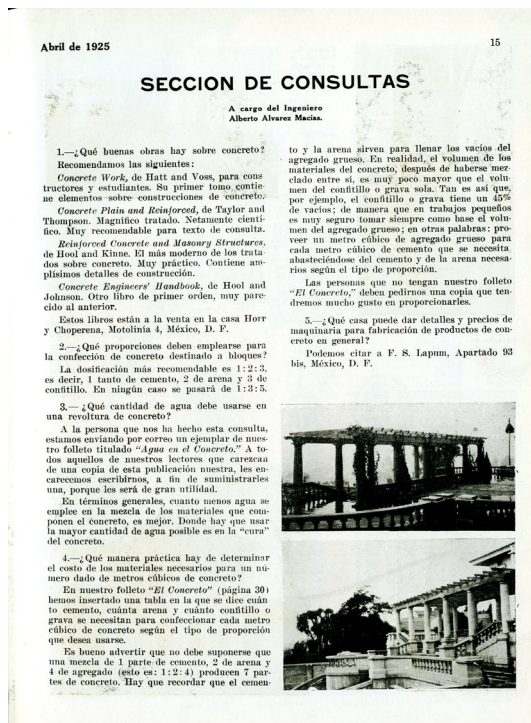 Abril de 1925
15
SECCION DE CONSULTAS
A cargo del Ingeniero
Alberto Alvarez Macías.
1.—¿Qué buenas obras hay sobre concreto?
Recomendamos las siguientes:
Concrete Work, de Hatt and Voss, para cons-
tructores y estudiantes. Su primer tomo contie-
ne elementos sobre construcciones de concreto.
Concrete Plain and Reinforced, de Taylor and
Thompson. Magnífico tratado. Netamente cientí-
fico. Muy recomendable para texto de consulta.
Reinforced Concrete and Masonry Structures,
de Hool and Kinne. El más moderno de los trata-
dos sobre concreto. Muy práctico. Contiene am-
plísimos detalles de construcción.
Concrete Engineers' Handbook, de Hool and
Johnson. Otro libro de primer orden, muy pare-
cido al anterior.
Estos libros están a la venta en la casa Horr
y Choperena, Motolinía 4, México, D. F.
2.—¿Qué proporciones deben emplearse para
la confección de concreto destinado a bloques?
La dosificación más recomendable es 1:2:3,
es decir, 1 tanto de cemento, 2 de arena y 3 de
confitillo. En ningún caso se pasará de 1:3:5.
3.—¿Qué cantidad de agua debe usarse en
una revoltura de concreto?
A la persona que nos ha hecho esta consulta,
estamos enviando por correo un ejemplar de nues-
tro folleto titulado "Agua en el Concreto." A to-
dos aquellos de nuestros lectores que carezcan
de una copia de esta publicación nuestra, les en-
carecemos escribirnos, a fin de suministrarles
una, porque les será de gran utilidad.
En términos generales, cuanto menos agua se
emplee en la mezcla de los materiales que com-
ponen el concreto, es mejor. Donde hay que usar
la mayor cantidad de agua posible es en la "cura"
del concreto.
4.—¿Qué manera práctica hay de determinar
el costo de los materiales necesarios para un nú-
mero dado de metros cúbicos de concreto?
En nuestro folleto "El Concreto" (página 30)
hemos insertado una tabla en la que se dice cuán
to cemento, cuánta arena y cuánto confitillo o
grava se necesitan para confeccionar cada metro
cúbico de concreto según el tipo de proporción
que desea usarse.
Es bueno advertir que no debe suponerse que
una mezcla de 1 parte de cemento, 2 de arena y
4 de agregado (esto es: 1:2:4) producen 7 par-
tes de concreto. Hay que recordar que el cemen-
to y la arena sirven para llenar los vacíos del
agregado grueso. En realidad, el volumen de los
materiales del concreto, después de haberse mez-
clado entre sí, es muy poco mayor que el volu-
men del confitillo o grava sola. Tan es así que,
por ejemplo, el confitillo o grava tiene un 45%
de vacíos; de manera que en trabajos pequeños
es muy seguro tomar siempre como base el volu-
men del agregado grueso; en otras palabras: pro-
veer un metro cúbico de agregado grueso para
cada metro cúbico de cemento que se necesita,
abasteciéndose del cemento y de la arena necesa-
rios según el tipo de proporción.
Las personas que no tengan nuestro folleto
"El Concreto," deben pedirnos una copia que ten-
dremos mucho gusto en proporcionarles.
5.—¿Qué casa puede dar detalles y precios de
maquinaria para fabricación de productos de con-
creto en general?
Podemos citar a F. S. Lapum, Apartado 93
bis, México, D. F.